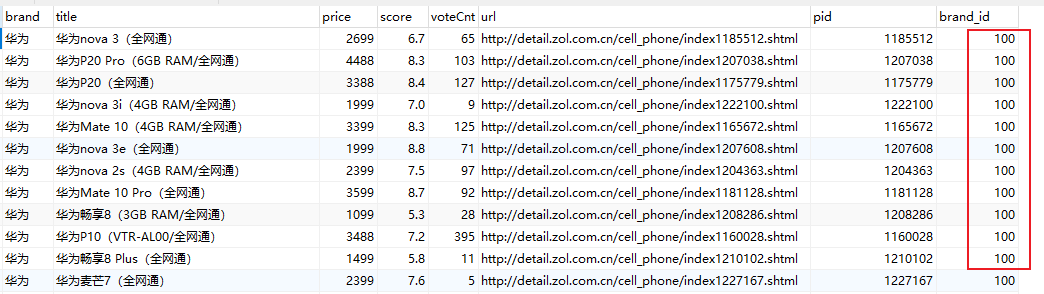 brand title price score voteCnt url pid brand_id
华为 华为nova 3（全网通） 2699 6.7 65 http://detail.zol.com.cn/cell_phone/index1185512.shtml 1185512 100
华为 华为P20 Pro（6GB RAM/全网通） 4488 8.3 103 http://detail.zol.com.cn/cell_phone/index1207038.shtml 1207038 100
华为 华为P20（全网通） 3388 8.4 127 http://detail.zol.com.cn/cell_phone/index1175779.shtml 1175779 100
华为 华为nova 3i（4GB RAM/全网通） 1999 7.0 9 http://detail.zol.com.cn/cell_phone/index1222100.shtml 1222100 100
华为 华为Mate 10（4GB RAM/全网通） 3399 8.3 125 http://detail.zol.com.cn/cell_phone/index1165672.shtml 1165672 100
华为 华为nova 3e（全网通） 1999 8.8 71 http://detail.zol.com.cn/cell_phone/index1207608.shtml 1207608 100
华为 华为nova 2s（4GB RAM/全网通） 2399 7.5 97 http://detail.zol.com.cn/cell_phone/index1204363.shtml 1204363 100
华为 华为Mate 10 Pro（全网通） 3599 8.7 92 http://detail.zol.com.cn/cell_phone/index1181128.shtml 1181128 100
华为 华为畅享8（3GB RAM/全网通） 1099 5.3 28 http://detail.zol.com.cn/cell_phone/index1208286.shtml 1208286 100
华为 华为P10（VTR-AL00/全网通） 3488 7.2 395 http://detail.zol.com.cn/cell_phone/index1160028.shtml 1160028 100
华为 华为畅享8 Plus（全网通） 1499 5.8 11 http://detail.zol.com.cn/cell_phone/index1210102.shtml 1210102 100
华为 华为麦芒7（全网通） 2399 7.6 5 http://detail.zol.com.cn/cell_phone/index1227167.shtml 1227167 100